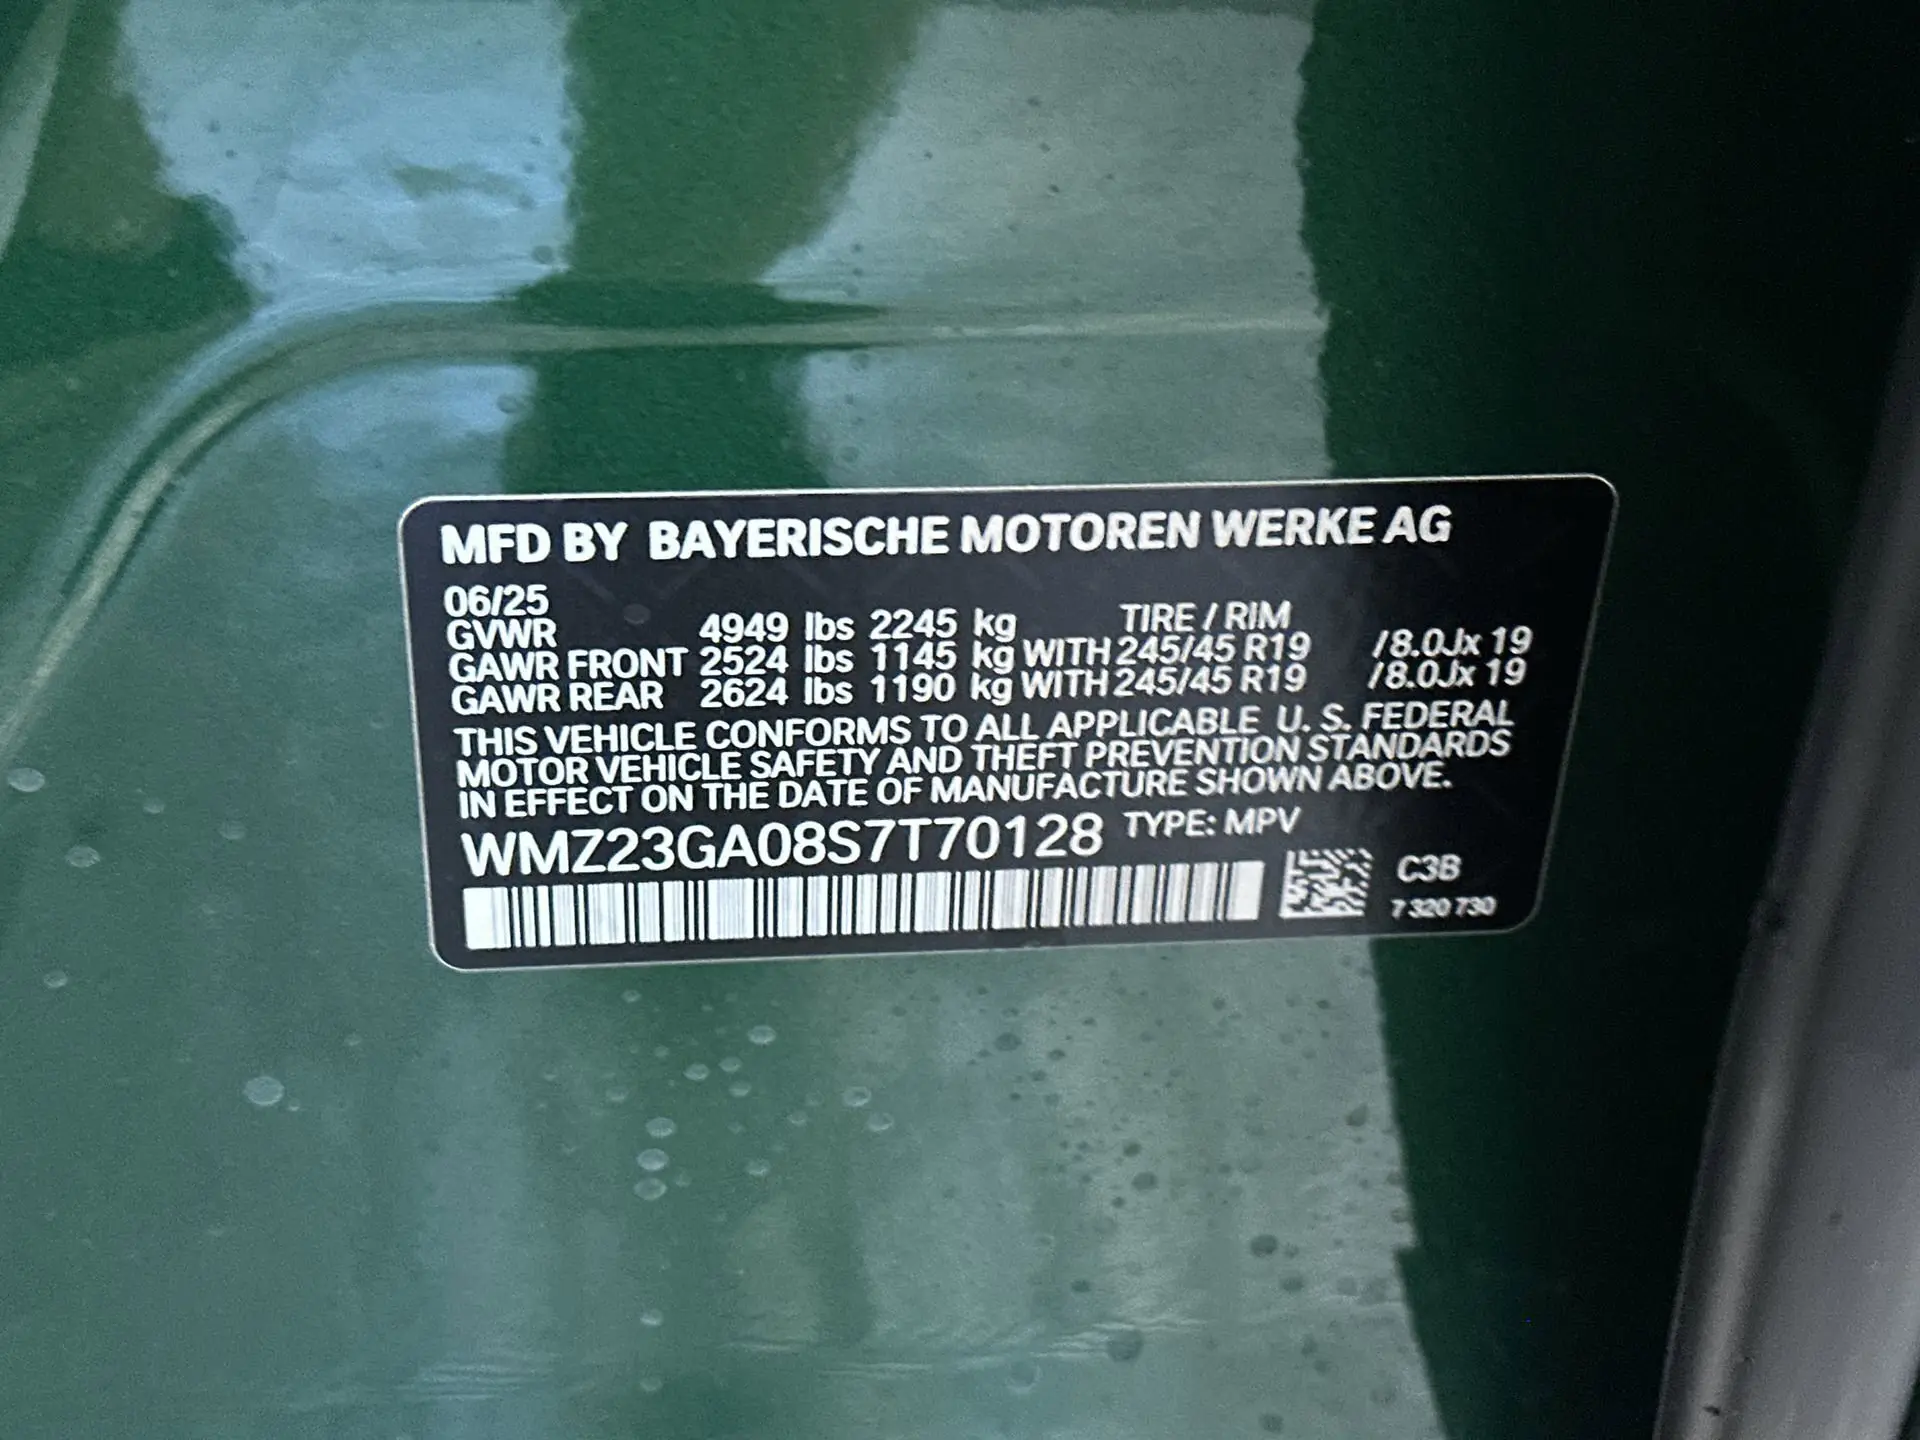 MFD BY BAYERISCHE MOTOREN WERKE AG
06/25
TIRE / RIM
GVWR 4949 lbs 2245 kg
GAWR FRONT 2524 lbs 1145 kg WITH 245/45 R19 /8.0Jx 19
GAWR REAR 2624 lbs 1190 kg WITH 245/45 R19 /8.0Jx 19
THIS VEHICLE CONFORMS TO ALL APPLICABLE U. S. FEDERAL
MOTOR VEHICLE SAFETY AND THEFT PREVENTION STANDARDS
IN EFFECT ON THE DATE OF MANUFACTURE SHOWN ABOVE.
WMZ23GA08S7T70128 TYPE: MPV
C3B
7 320 730